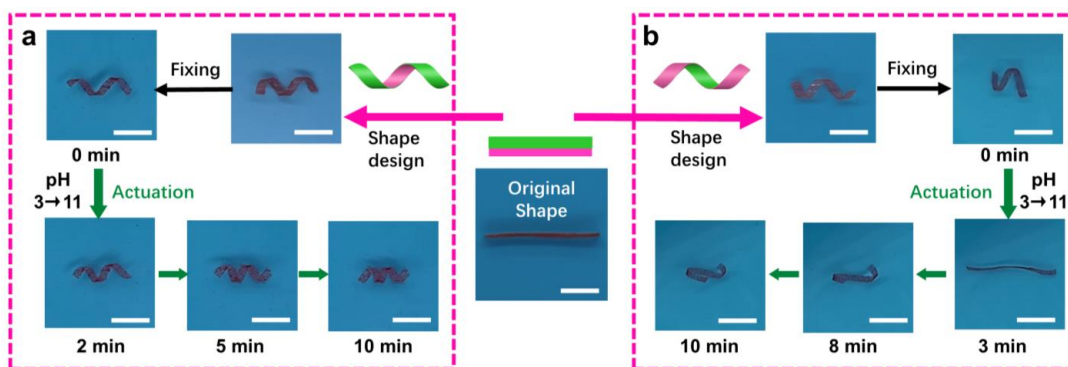 a
Fixing
0 min
Shape
design
pH
3→11
Actuation
2 min
5 min
10 min
Original
Shape
b
Fixing
Shape
design
0 min
Actuation
pH
3→11
10 min
8 min
3 min